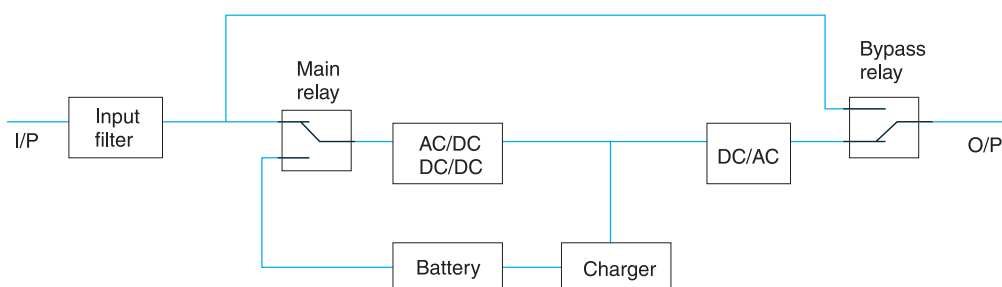 Bypass
relay
Main
relay
Input
filter
I/P
AC/DC
DC/DC
DC/AC
O/P
Battery
Charger